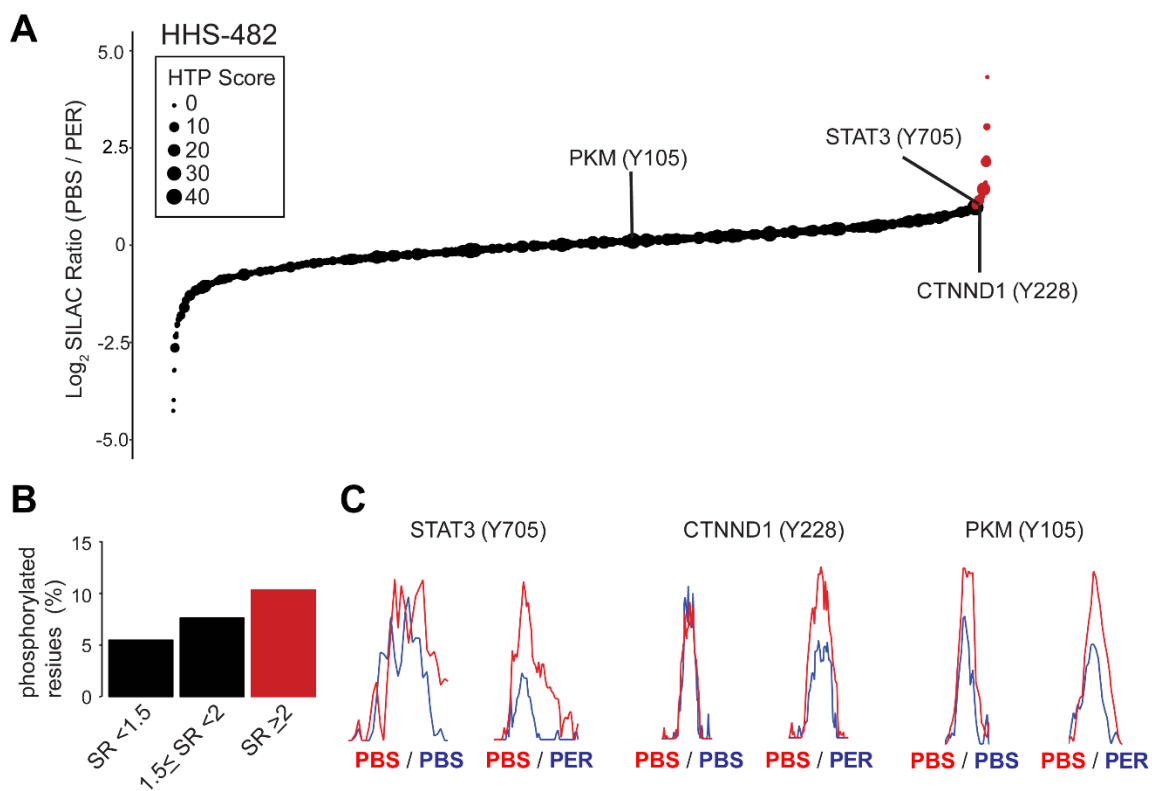 A
HHS-482
HTP Score
0
10
20
30
40
Log2 SILAC Ratio (PBS / PER)
5.0
2.5
0
-2.5
-5.0
PKM (Y105)
STAT3 (Y705)
CTNND1 (Y228)
B
phosphorylated
resiues (%)
15
10
5
0
SR <1.5
1.5≤ SR <2
SR ≥2
C
STAT3 (Y705)
CTNND1 (Y228)
PKM (Y105)
PBS / PBS
PBS / PER
PBS / PBS
PBS / PER
PBS / PBS
PBS / PER